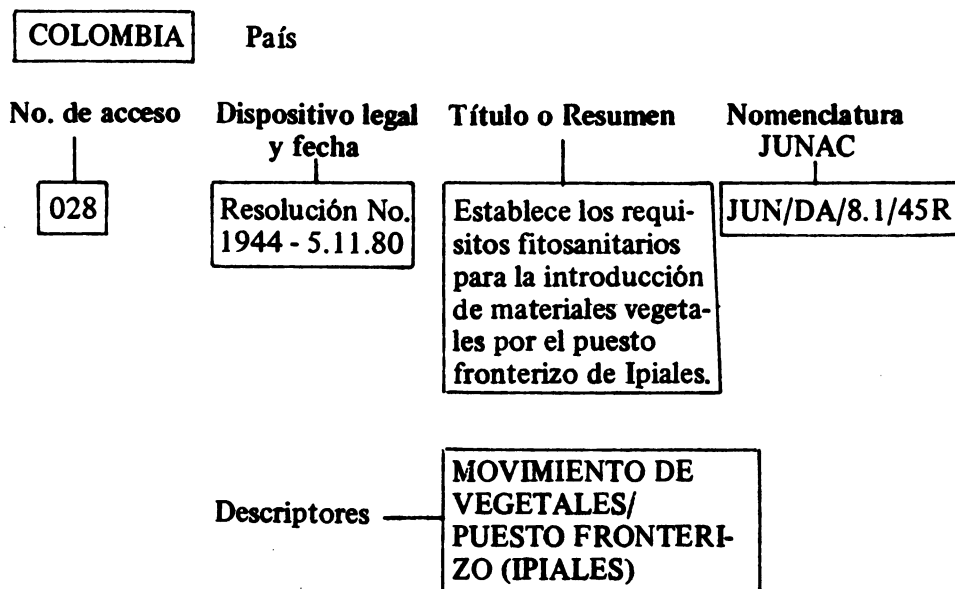 COLOMBIA País
No. de acceso Dispositivo legal Título o Resumen Nomenclatura
y fecha JUNAC
028 Resolución No. Establece los requi- JUN/DA/8.1/45R
1944 - 5.11.80 sitos fitosanitarios
para la introducción
de materiales vegeta-
les por el puesto
fronterizo de Ipiales.
MOVIMIENTO DE
VEGETALES/
Descriptores PUESTO FRONTERI-
ZO (IPIALES)